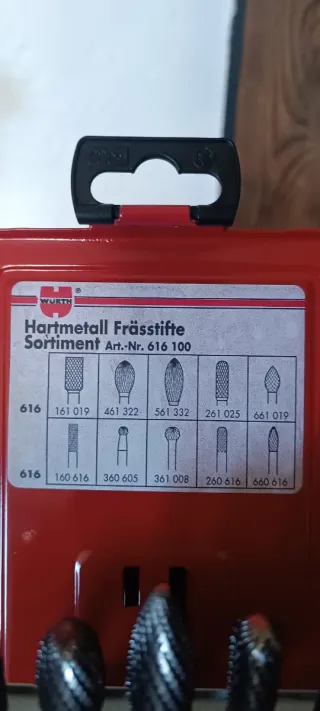 WÜRTH
Hartmetall Frässtifte
Sortiment Art.-Nr. 616 100
616 161 019 461 322 561 332 261 025 661 019
616 160 616 360 605 361 008 260 616 660 616